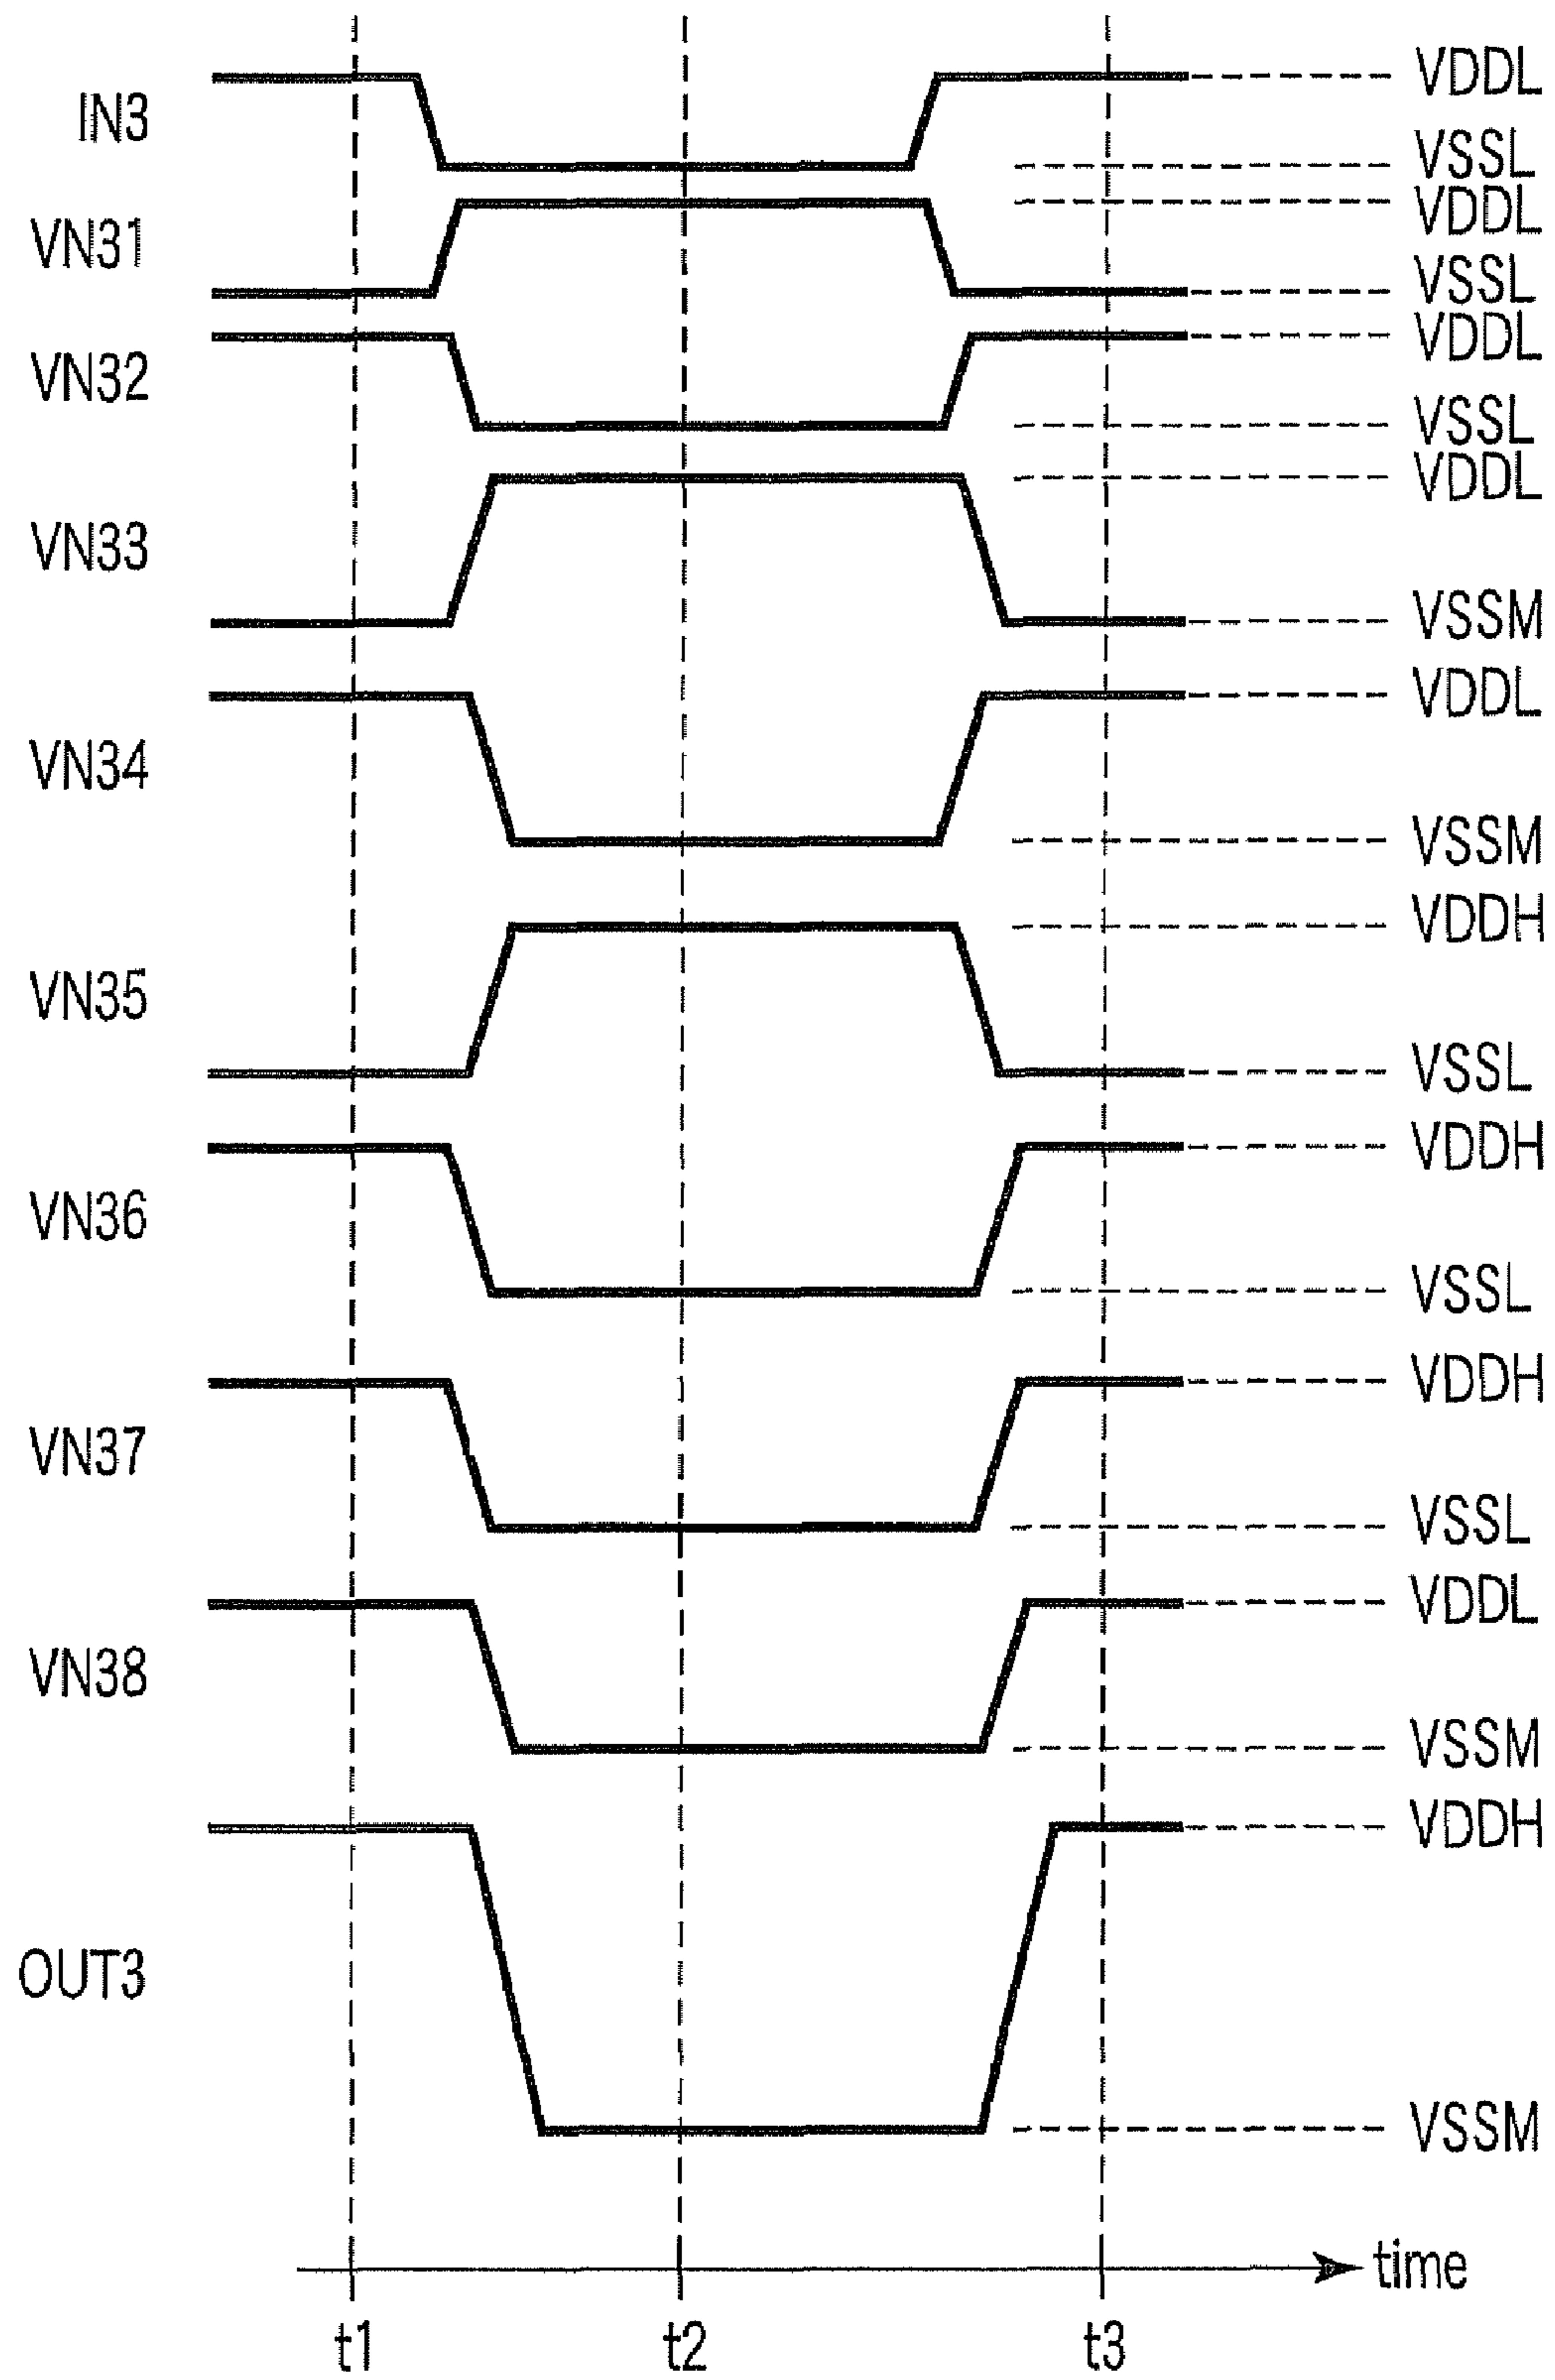 IN3
VDDL
VSSL
VN31
VDDL
VSSL
VN32
VDDL
VSSL
VN33
VDDL
VSSM
VN34
VDDL
VSSM
VN35
VDDH
VSSL
VN36
VDDH
VSSL
VN37
VDDH
VSSL
VN38
VDDL
VSSM
OUT3
VDDH
VSSM
time
t1 t2 t3